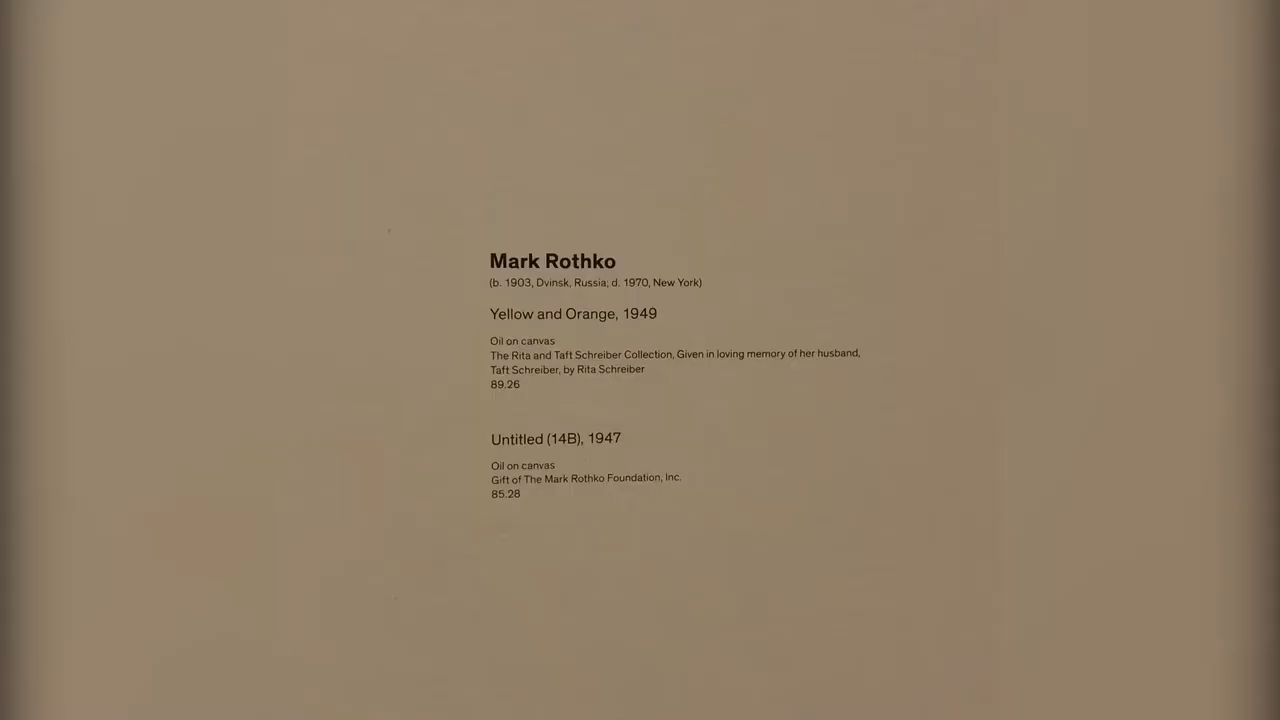 Mark Rothko
(b. 1903, Dvinsk, Russia; d. 1970, New York)
Yellow and Orange, 1949
Oil on canvas
The Rita and Taft Schreiber Collection, Given in loving memory of her husband,
Taft Schreiber, by Rita Schreiber
89.26
Untitled (14B), 1947
Oil on canvas
Gift of The Mark Rothko Foundation, Inc.
85.28